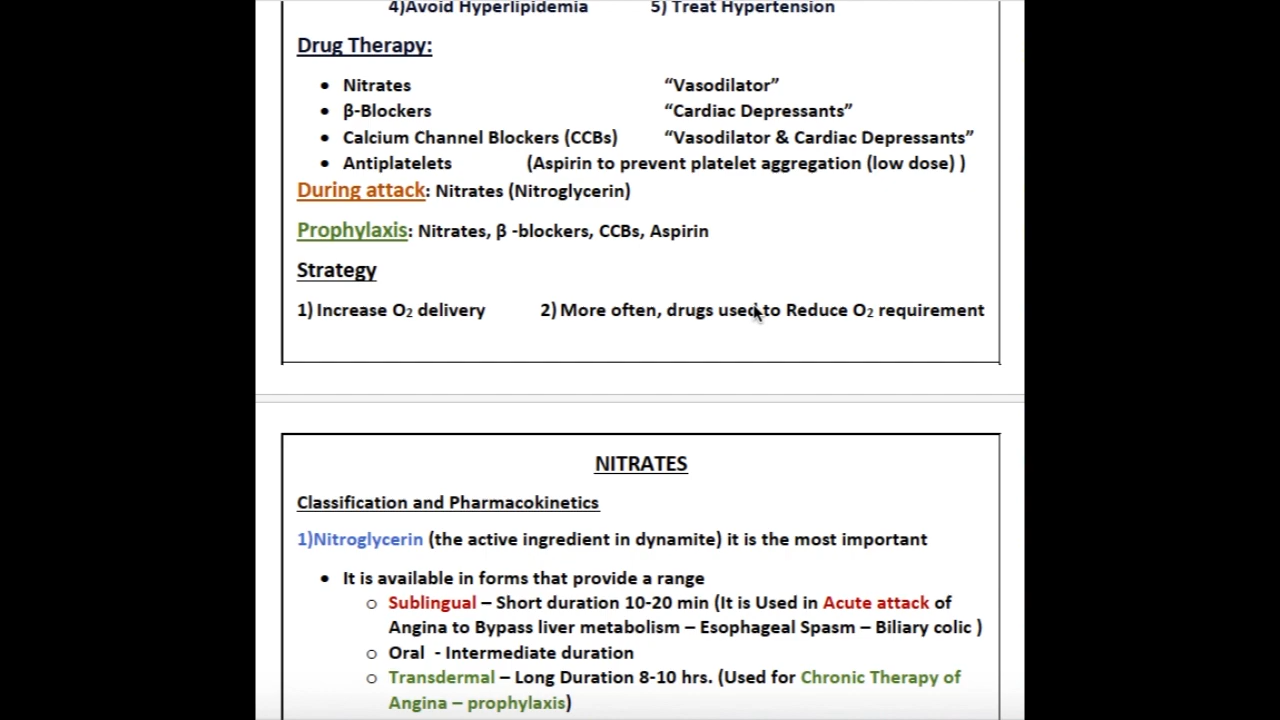 4)Avoid Hyperlipidemia 5) Treat Hypertension
Drug Therapy:
• Nitrates “Vasodilator”
• β-Blockers “Cardiac Depressants”
• Calcium Channel Blockers (CCBs) “Vasodilator & Cardiac Depressants”
• Antiplatelets (Aspirin to prevent platelet aggregation (low dose) )
During attack: Nitrates (Nitroglycerin)
Prophylaxis: Nitrates, β -blockers, CCBs, Aspirin
Strategy
1) Increase O₂ delivery 2) More often, drugs used to Reduce O₂ requirement
NITRATES
Classification and Pharmacokinetics
1)Nitroglycerin (the active ingredient in dynamite) it is the most important
• It is available in forms that provide a range
o Sublingual – Short duration 10-20 min (It is Used in Acute attack of
Angina to Bypass liver metabolism – Esophageal Spasm – Biliary colic )
o Oral - Intermediate duration
o Transdermal – Long Duration 8-10 hrs. (Used for Chronic Therapy of
Angina – prophylaxis)